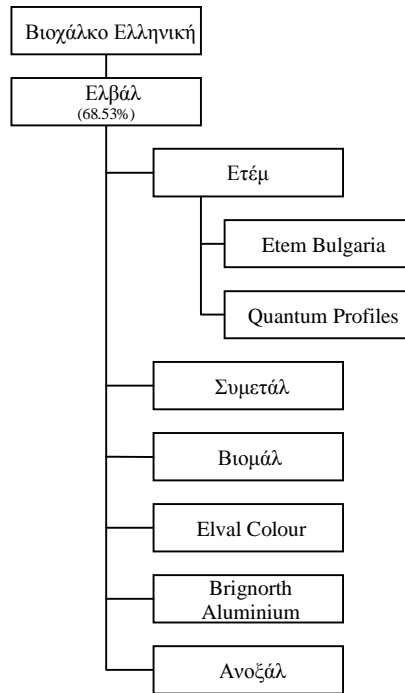 Βιοχάλκο Ελληνική
Ελβάλ
(68.53%)
Ετέμ
Etem Bulgaria
Quantum Profiles
Συμετάλ
Βιομάλ
Elval Colour
Brignorth
Aluminium
Ανοξάλ